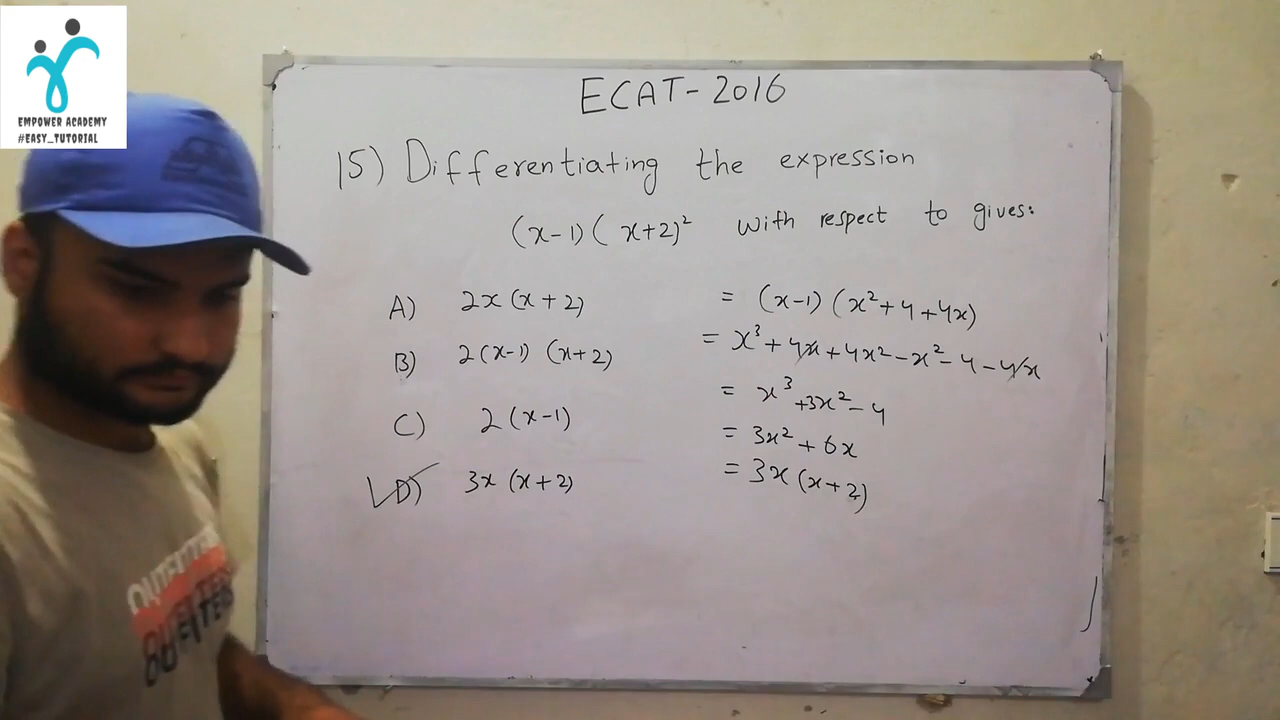 EMPOWER ACADEMY
#EASY_TUTORIAL
ECAT-2016
15) Differentiating the expression
(x-1)(x+2)² with respect to gives:
A) 2x(x+2)
B) 2(x-1) (x+2)
C) 2(x-1)
D) 3x(x+2)
= (x-1)(x²+4+4x)
= x³+4x+4x²-x²-4-4x
= x³+3x²-4
= 3x²+6x
= 3x(x+2)